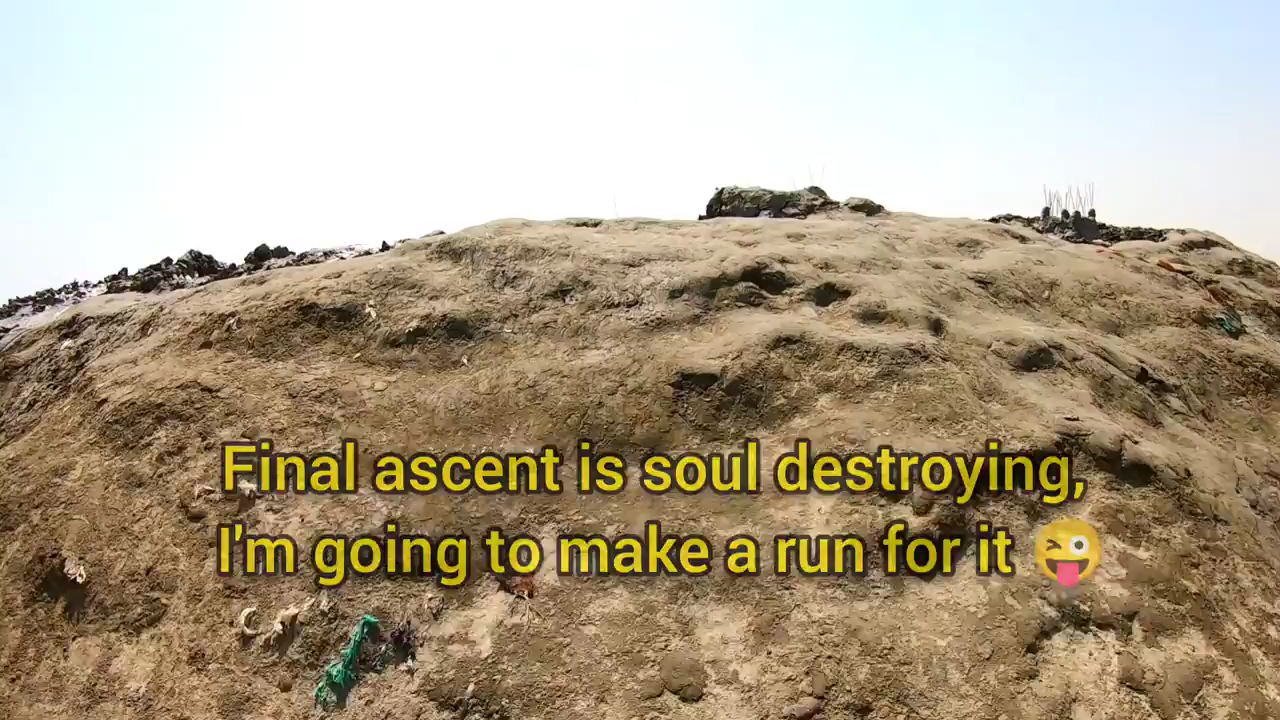 Final ascent is soul destroying,
I'm going to make a run for it 😜